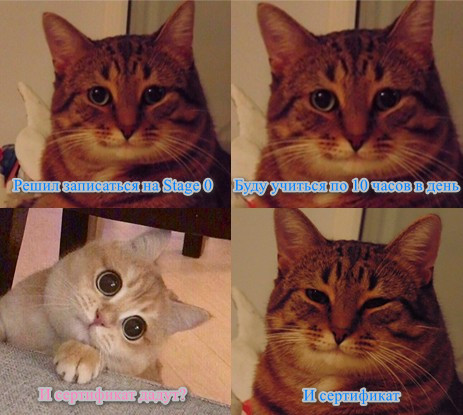 Решил записаться на Stage 0
Буду учиться по 10 часов в день
И сертификат дадут?
И сертификат